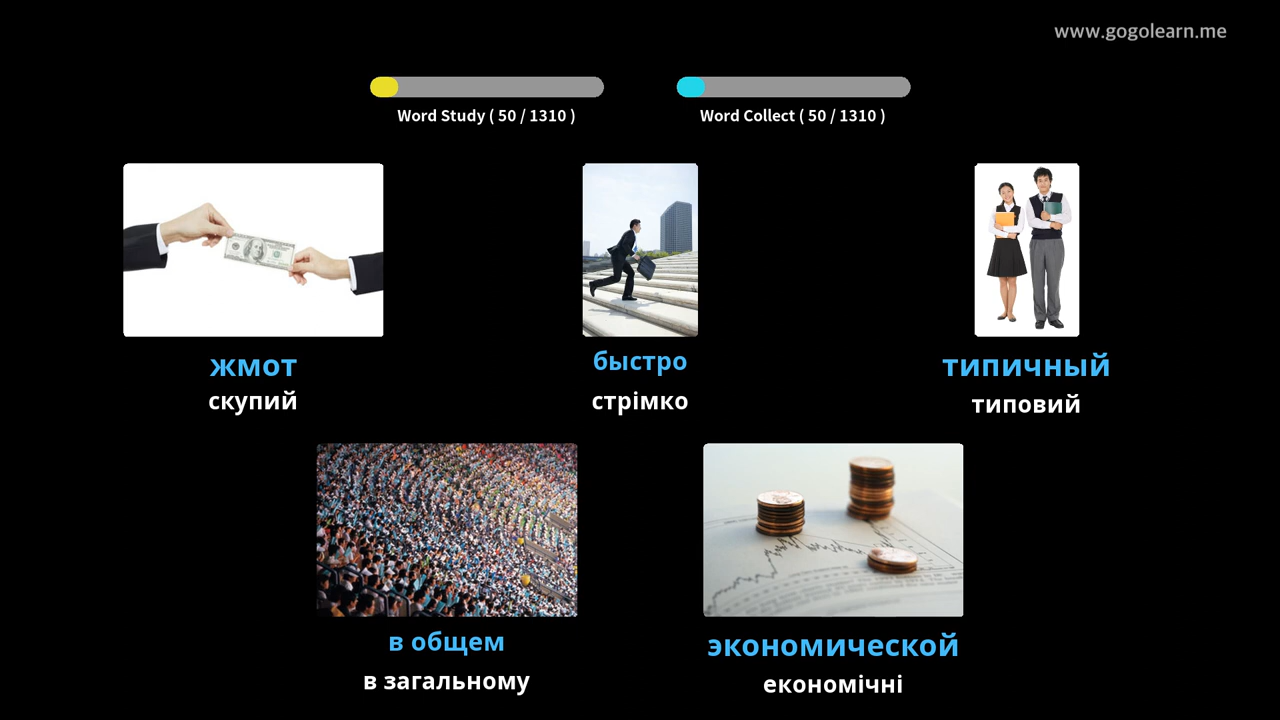 www.gogolearn.me
Word Study ( 50 / 1310 )
Word Collect ( 50 / 1310 )
жмот
скупий
быстро
стрімко
типичный
типовий
в общем
в загальному
экономической
економічні